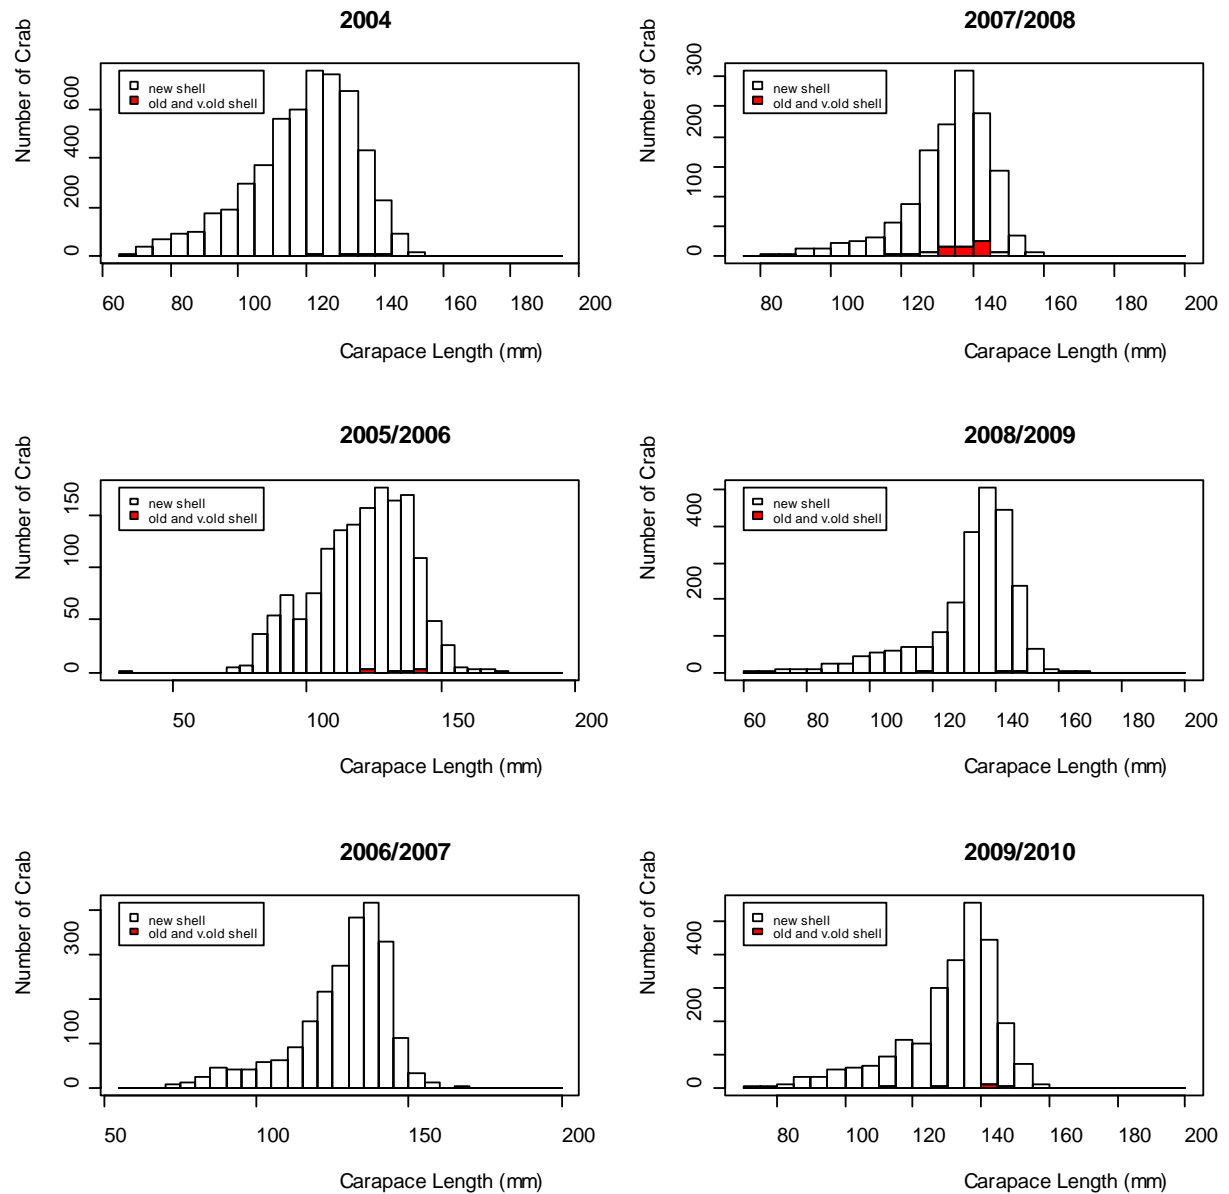 2004
Number of Crab
new shell
old and v.old shell
0 200 400 600
60 80 100 120 140 160 180 200
Carapace Length (mm)
2007/2008
Number of Crab
new shell
old and v.old shell
0 100 200 300
80 100 120 140 160 180 200
Carapace Length (mm)
2005/2006
Number of Crab
new shell
old and v.old shell
0 50 100 150
50 100 150 200
Carapace Length (mm)
2008/2009
Number of Crab
new shell
old and v.old shell
0 200 400
60 80 100 120 140 160 180 200
Carapace Length (mm)
2006/2007
Number of Crab
new shell
old and v.old shell
0 100 300
50 100 150 200
Carapace Length (mm)
2009/2010
Number of Crab
new shell
old and v.old shell
0 200 400
80 100 120 140 160 180 200
Carapace Length (mm)